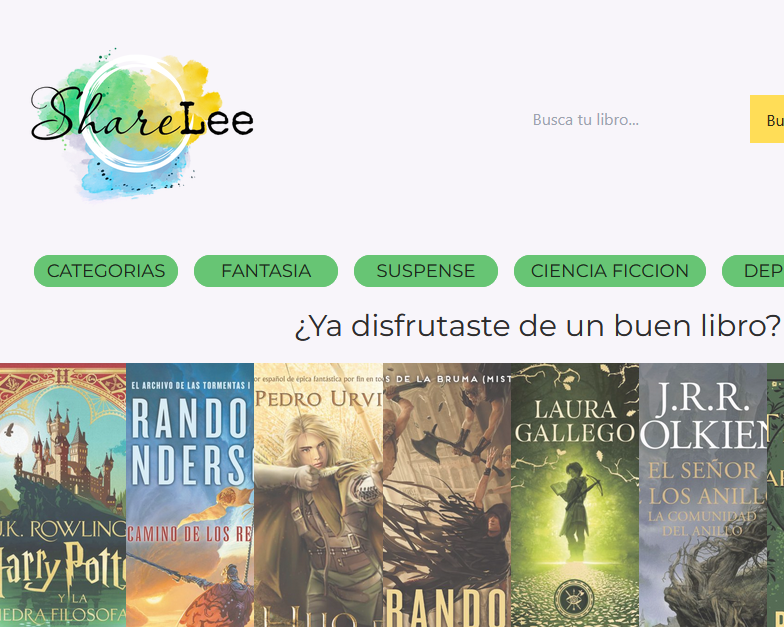 ShareLee
Busca tu libro...
Bu
CATEGORIAS
FANTASIA
SUSPENSE
CIENCIA FICCION
DEP
¿Ya disfrutaste de un buen libro?
J.K. ROWLING
Harry Potte
Y LA
IEDRA FILOSOFA
EL ARCHIVO DE LAS TORMENTAS I
RANDO
NDERS
CAMINO DE LOS RE
or español de épica fantástica por fin en to
PEDRO URVI
S DE LA BRUMA (MIST
RANDO
LAURA
GALLEGO
J.R.R.
OLKIEN
EL SEÑOR
LOS ANILL
LA COMUNIDAD
DEL ANILLO